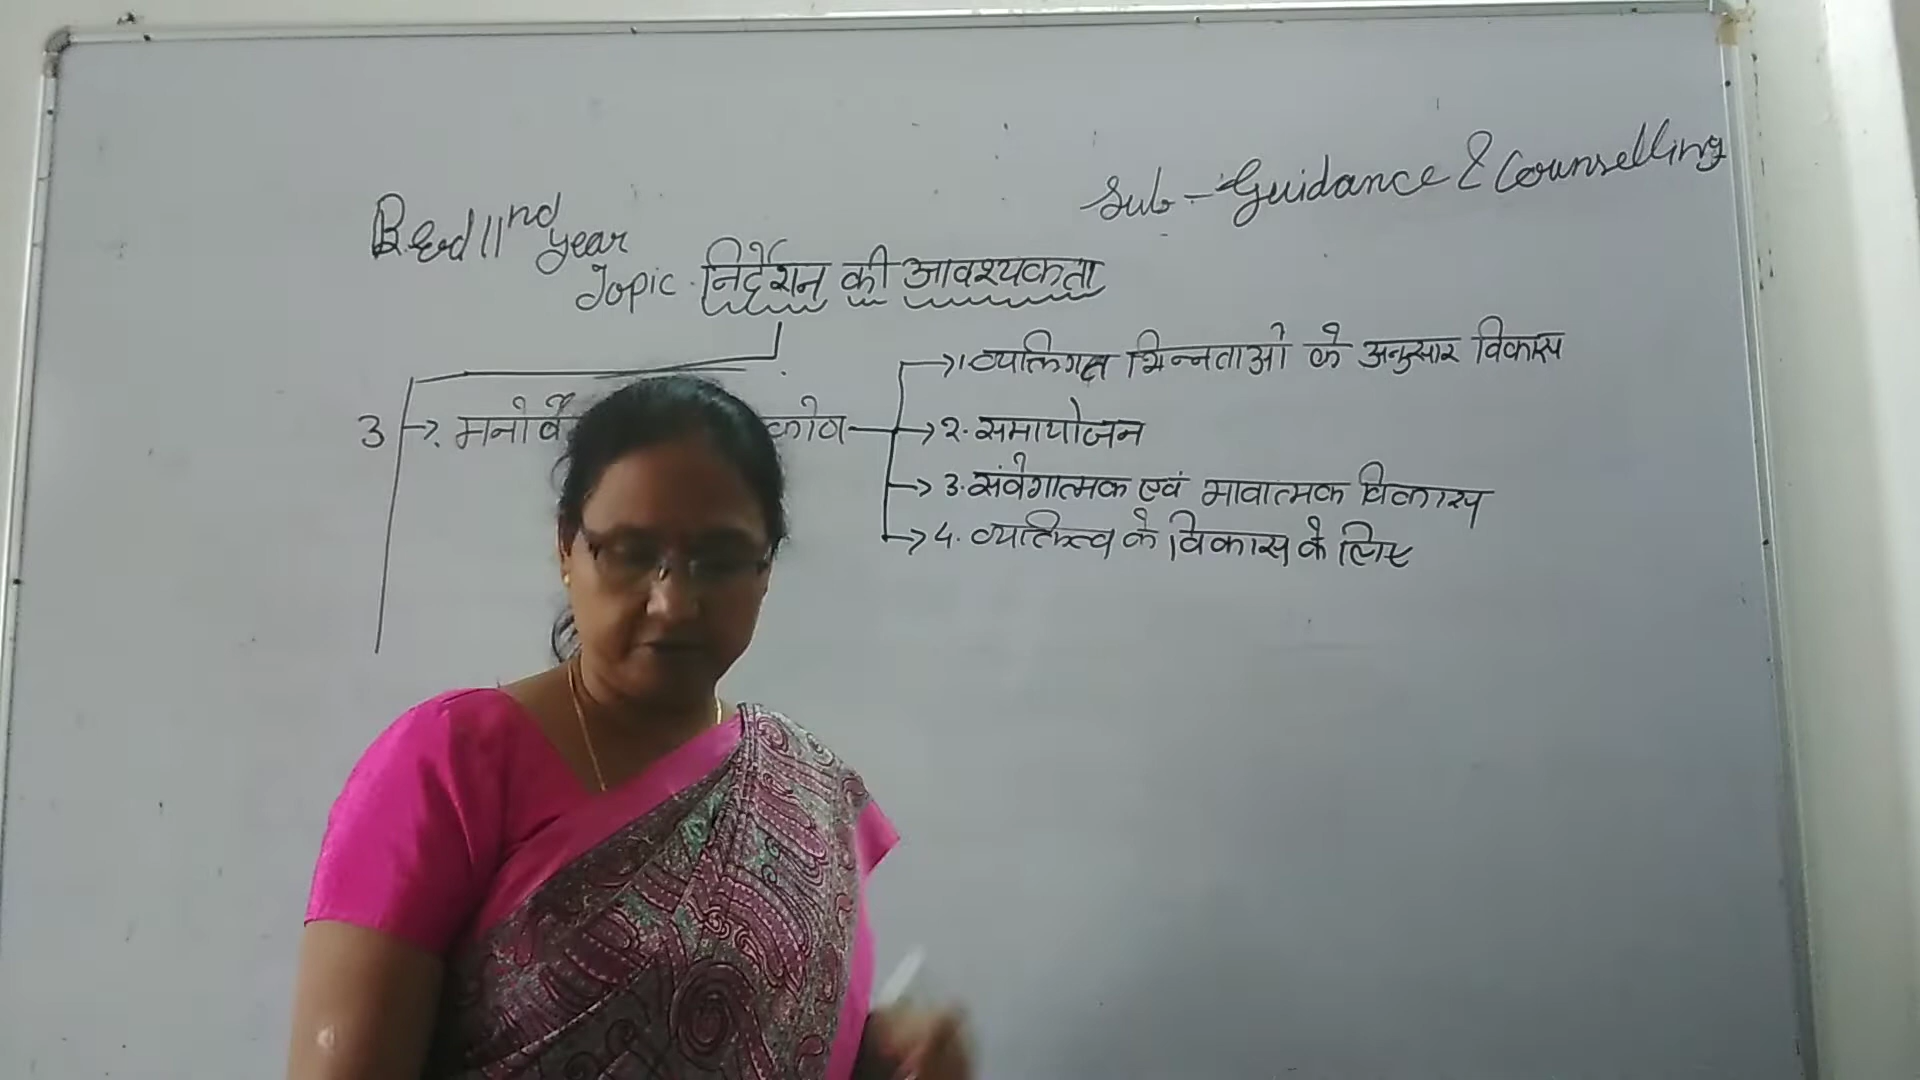 Sub - Guidance & Counselling
B.Ed IInd year
Topic. निर्देशन की आवश्यकता
3 → मनोवै कोण
→ 1. व्यक्तिगत भिन्नताओं के अनुसार विकास
→ 2. समायोजन
→ 3. संवेगात्मक एवं भावात्मक विकास
→ 4. व्यक्तित्व के विकास के लिए